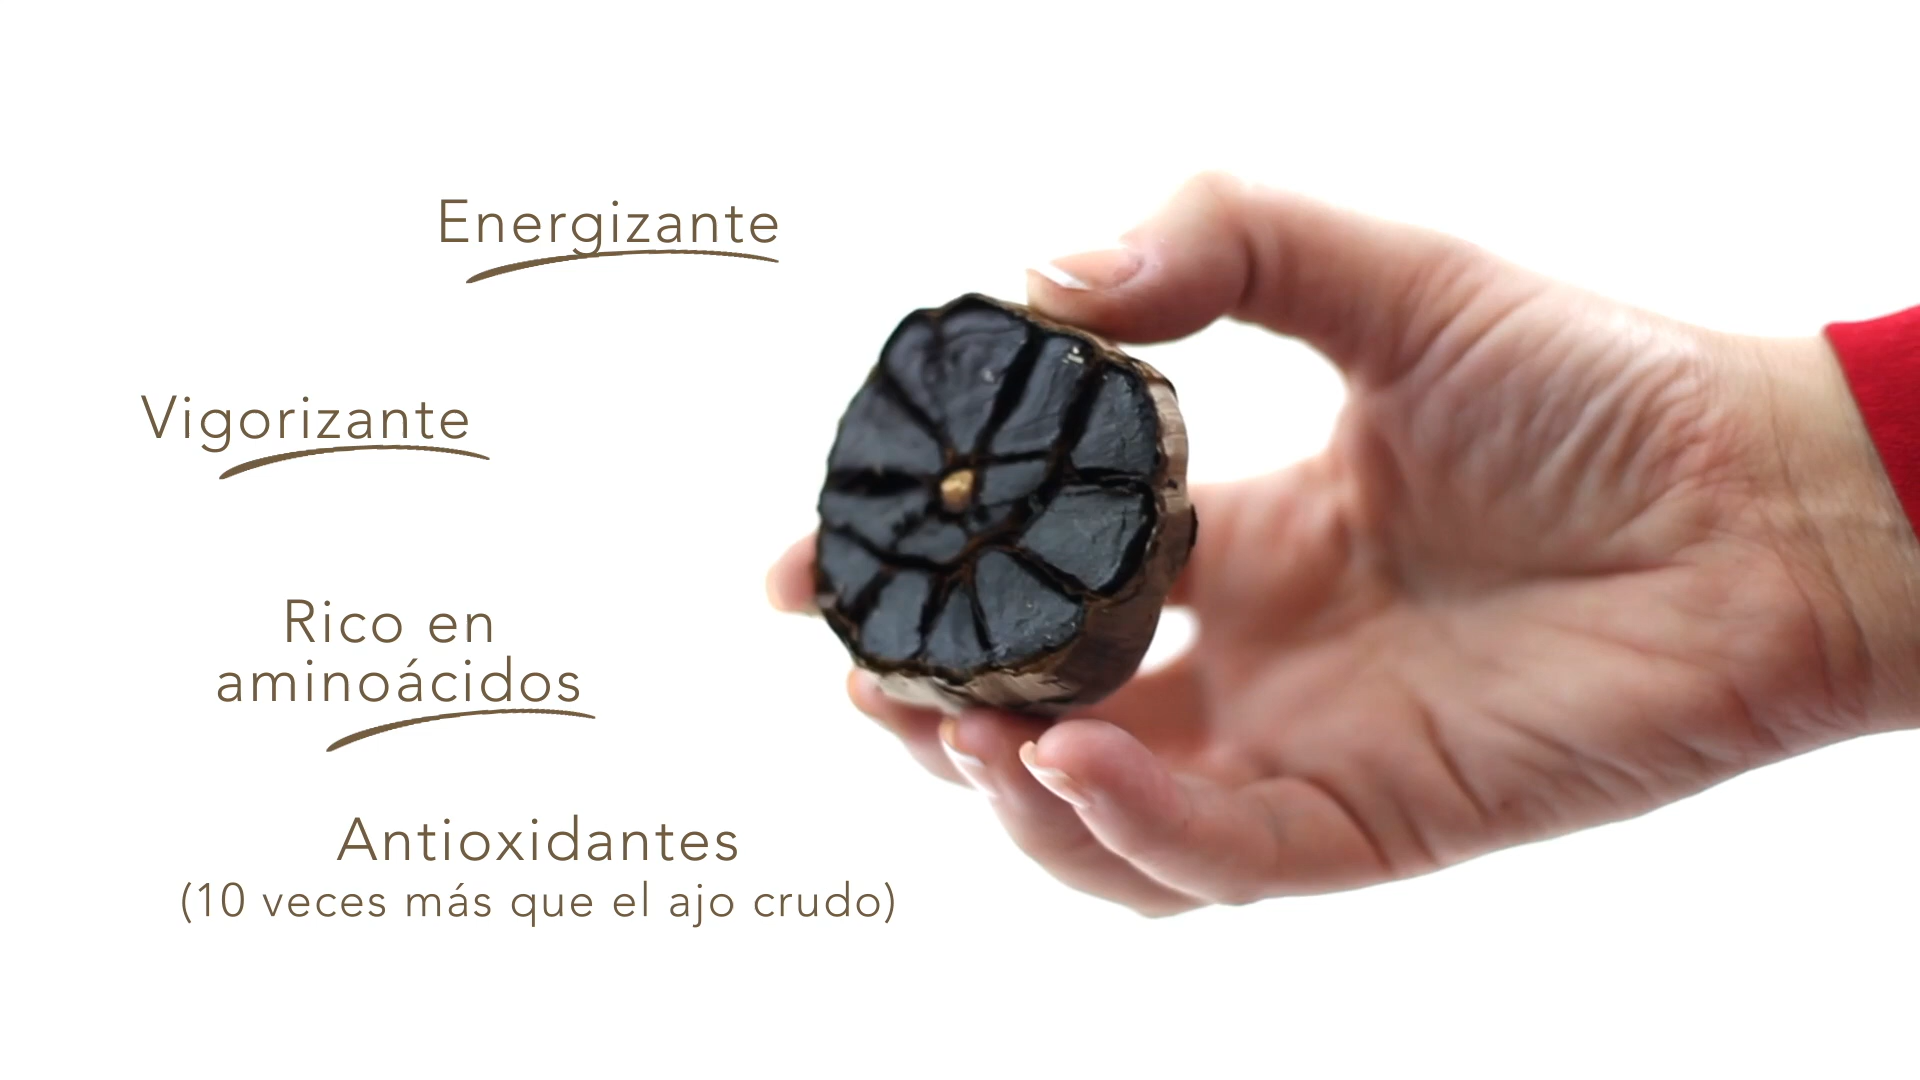 Energizante
Vigorizante
Rico en
aminoácidos
Antioxidantes
(10 veces más que el ajo crudo)